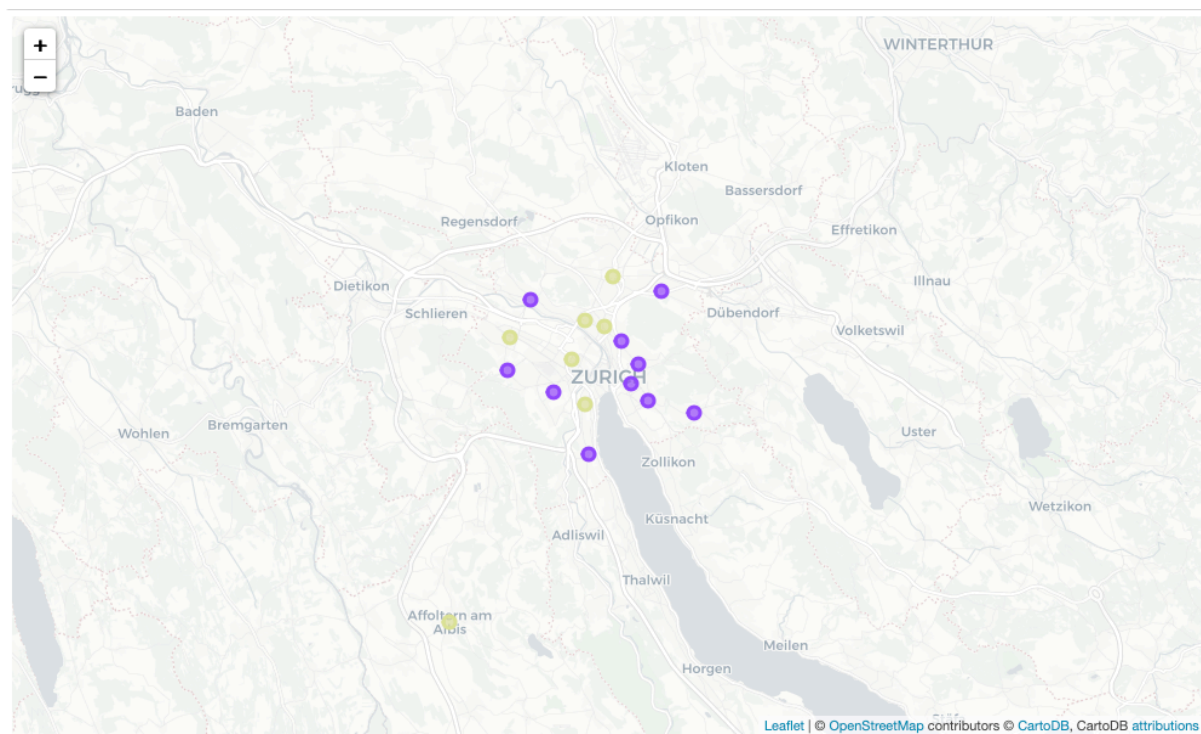 +
WINTERTHUR
−
Baden
Kloten
Bassersdorf
Regensdorf
Opfikon
Effretikon
Dietikon
Illnau
Schlieren
Dübendorf
Volketswil
ZURICH
Bremgarten
Wohlen
Uster
Zollikon
Wetzikon
Küsnacht
Adliswil
Thalwil
Affoltern am
Albis
Meilen
Horgen
Leaflet | © OpenStreetMap contributors © CartoDB, CartoDB attributions